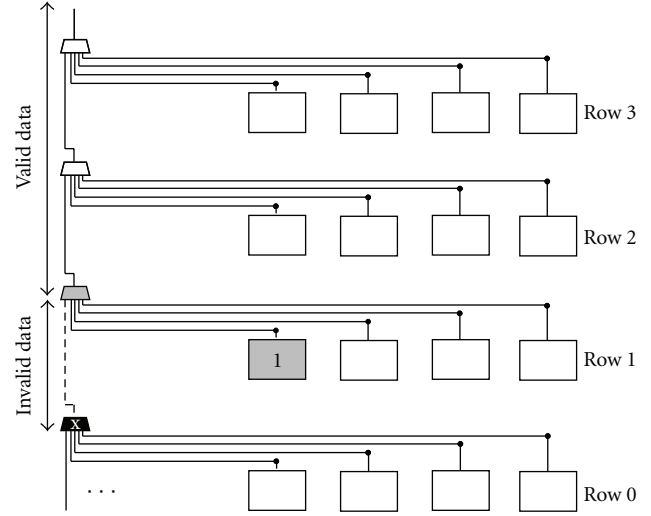 Valid data
Row 3
Row 2
Invalid data
1
Row 1
X
. . .
Row 0